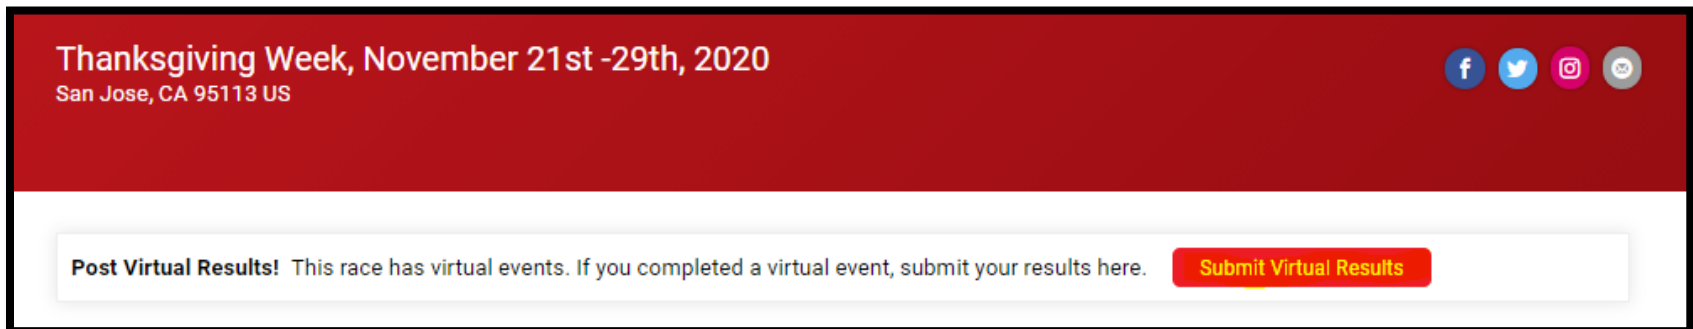 Thanksgiving Week, November 21st -29th, 2020
San Jose, CA 95113 US
Post Virtual Results! This race has virtual events. If you completed a virtual event, submit your results here. Submit Virtual Results